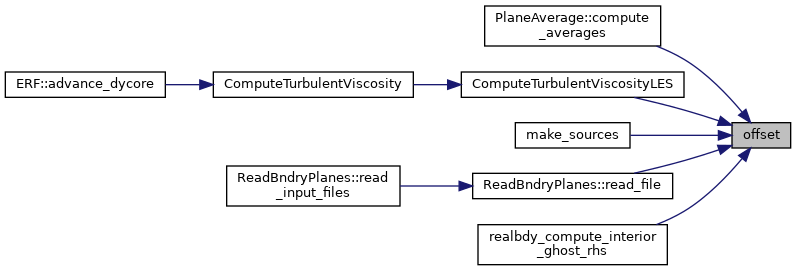 PlaneAverage::compute
_averages
ERF::advance_dycore
ComputeTurbulentViscosity
ComputeTurbulentViscosityLES
make_sources
offset
ReadBndryPlanes::read
_input_files
ReadBndryPlanes::read_file
realbdy_compute_interior
_ghost_rhs